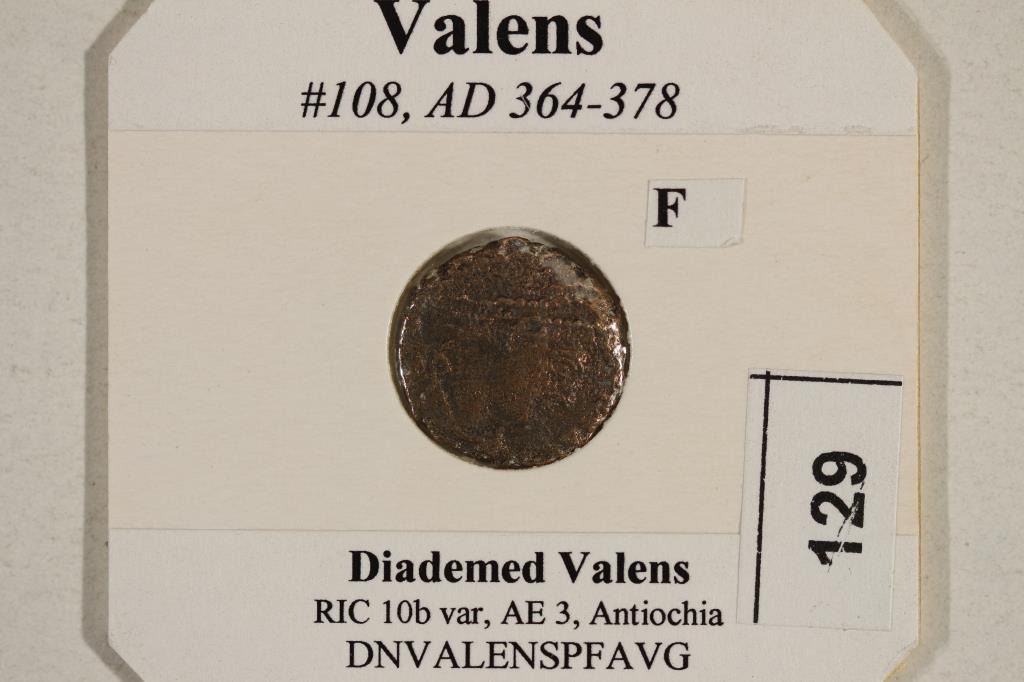 Valens
#108, AD 364-378
F
129
Diademed Valens
RIC 10b var, AE 3, Antiochia
DNVALENSPFAVG